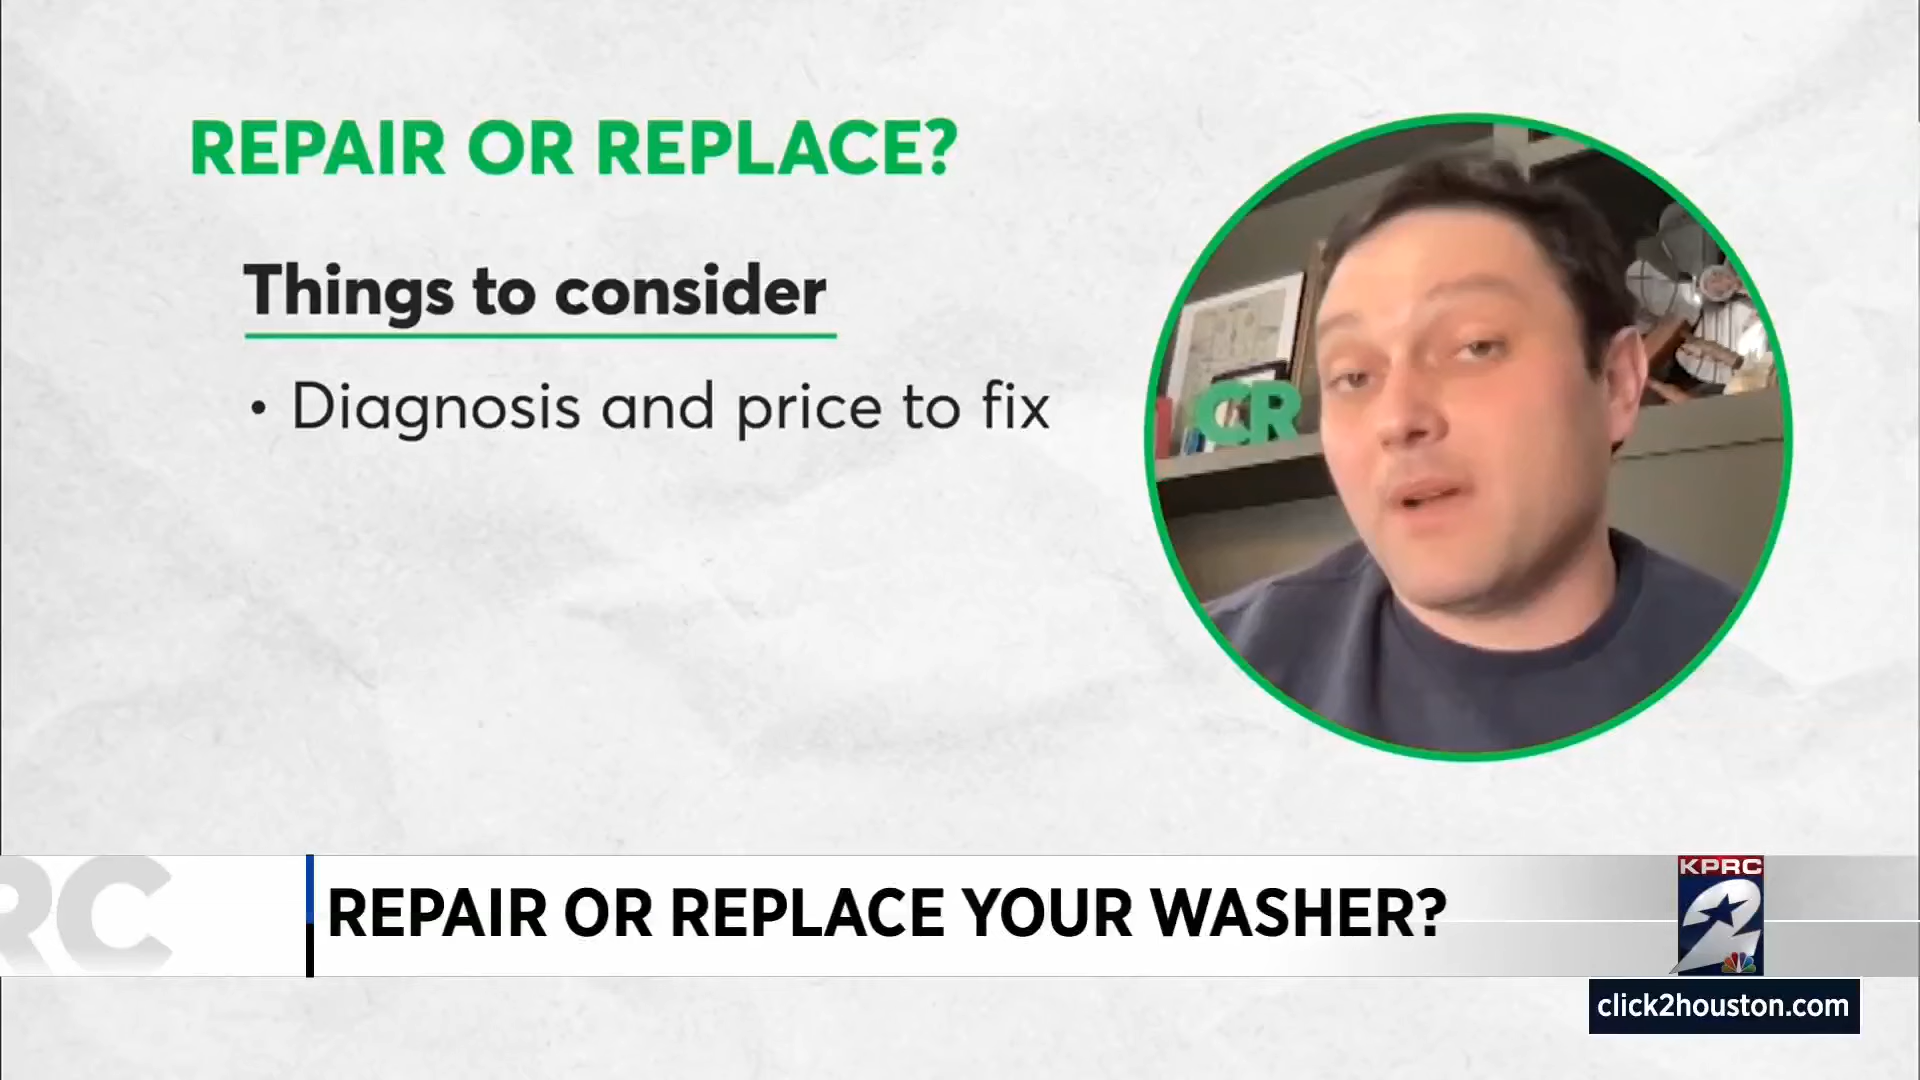 REPAIR OR REPLACE?
Things to consider
• Diagnosis and price to fix
CR
RC
REPAIR OR REPLACE YOUR WASHER?
KPRC
2
click2houston.com